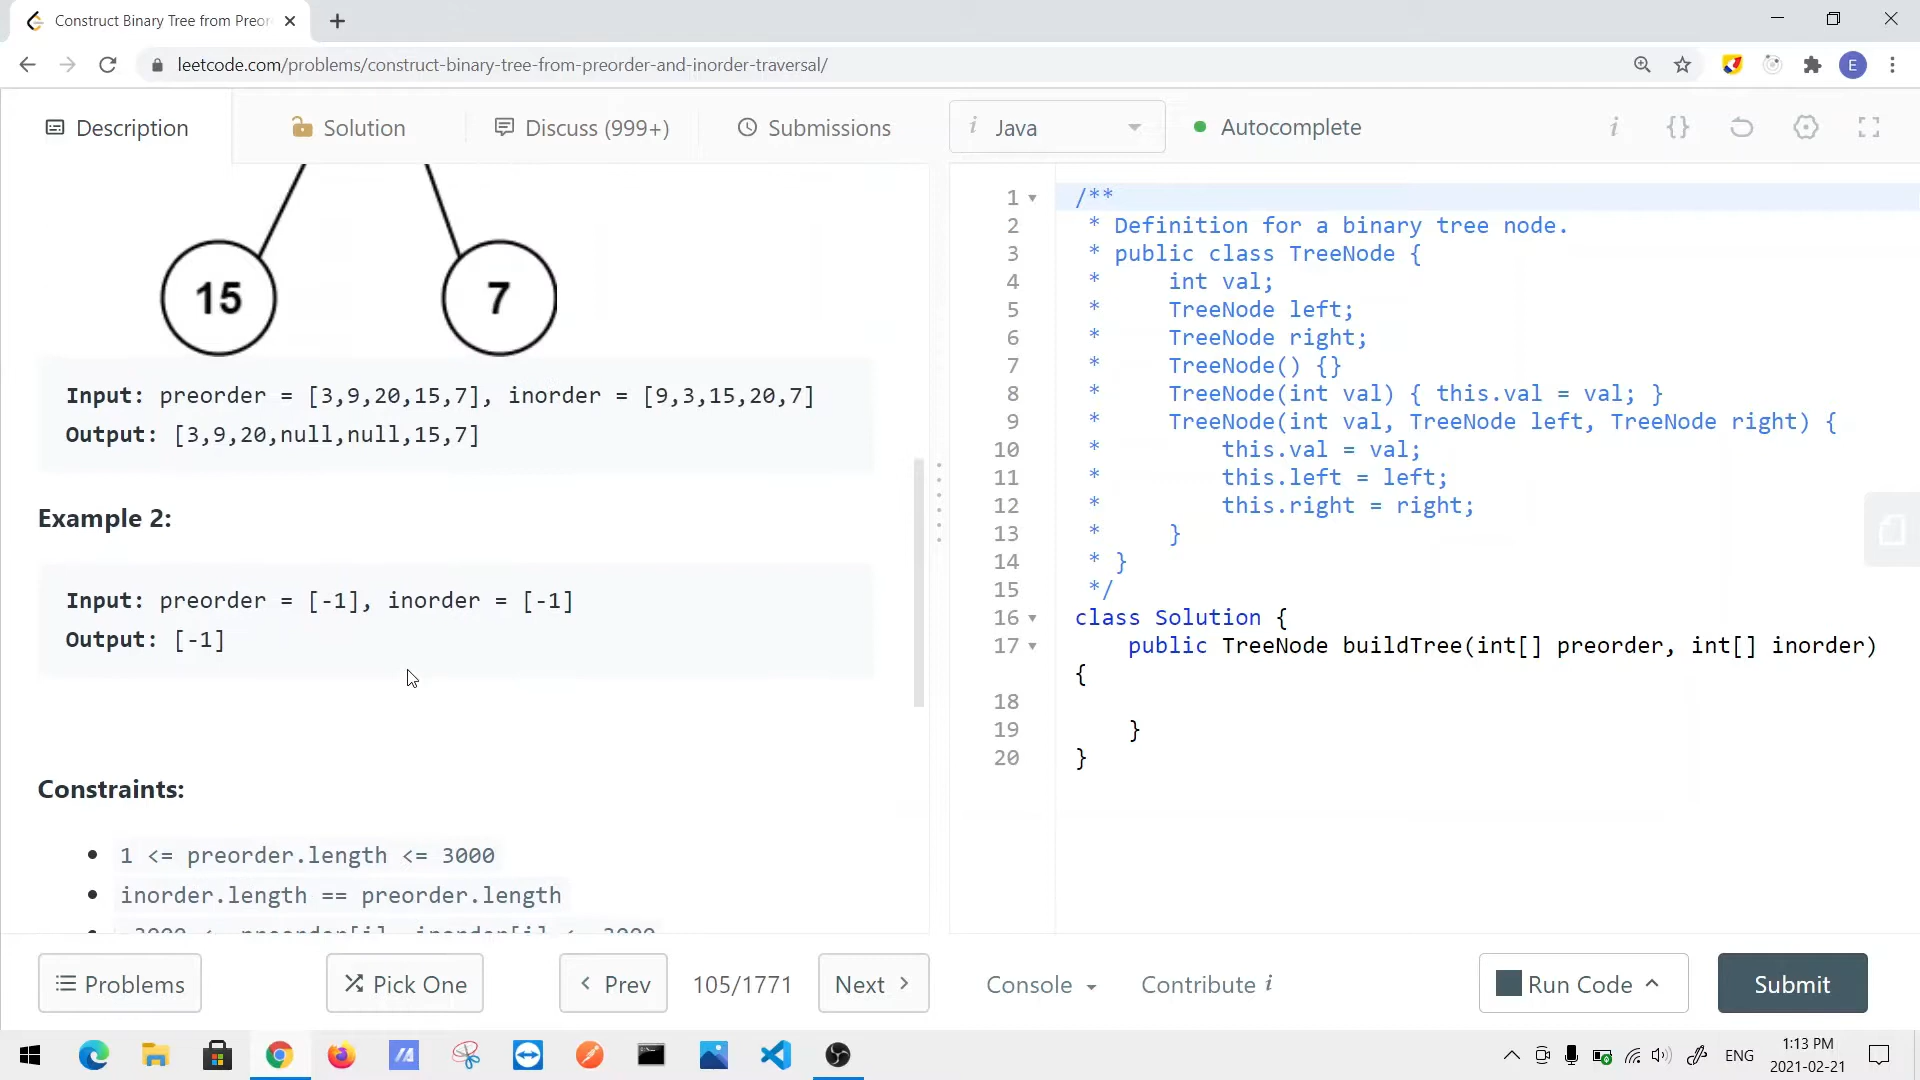 Construct Binary Tree from Preor
leetcode.com/problems/construct-binary-tree-from-preorder-and-inorder-traversal/
E
Description
Solution
Discuss (999+)
Submissions
i Java
Autocomplete
i {}
15
7
Input: preorder = [3,9,20,15,7], inorder = [9,3,15,20,7]
Output: [3,9,20,null,null,15,7]
Example 2:
Input: preorder = [-1], inorder = [-1]
Output: [-1]
Constraints:
1 <= preorder.length <= 3000
inorder.length == preorder.length
-3000 <= preorder[i], inorder[i] <= 3000
1 /**
2 * Definition for a binary tree node.
3 * public class TreeNode {
4 *     int val;
5 *     TreeNode left;
6 *     TreeNode right;
7 *     TreeNode() {}
8 *     TreeNode(int val) { this.val = val; }
9 *     TreeNode(int val, TreeNode left, TreeNode right) {
10 *         this.val = val;
11 *         this.left = left;
12 *         this.right = right;
13 *     }
14 * }
15 */
16 class Solution {
17     public TreeNode buildTree(int[] preorder, int[] inorder)
{
18
19     }
20 }
Problems
Pick One
Prev
105/1771
Next
Console
Contribute i
Run Code
Submit
ENG
1:13 PM
2021-02-21